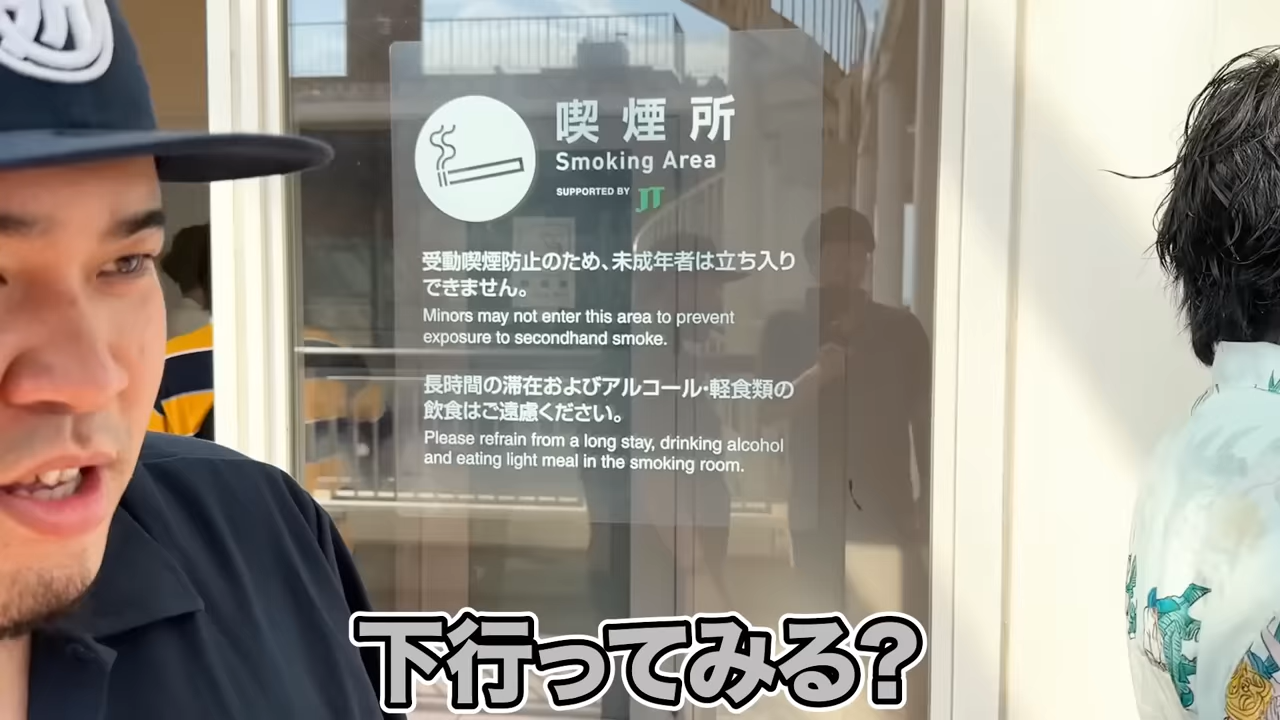 喫煙所
Smoking Area
SUPPORTED BY JT
受動喫煙防止のため、未成年者は立ち入り
できません。
Minors may not enter this area to prevent
exposure to secondhand smoke.
長時間の滞在およびアルコール・軽食類の
飲食はご遠慮ください。
Please refrain from a long stay, drinking alcohol
and eating light meal in the smoking room.
下行ってみる?